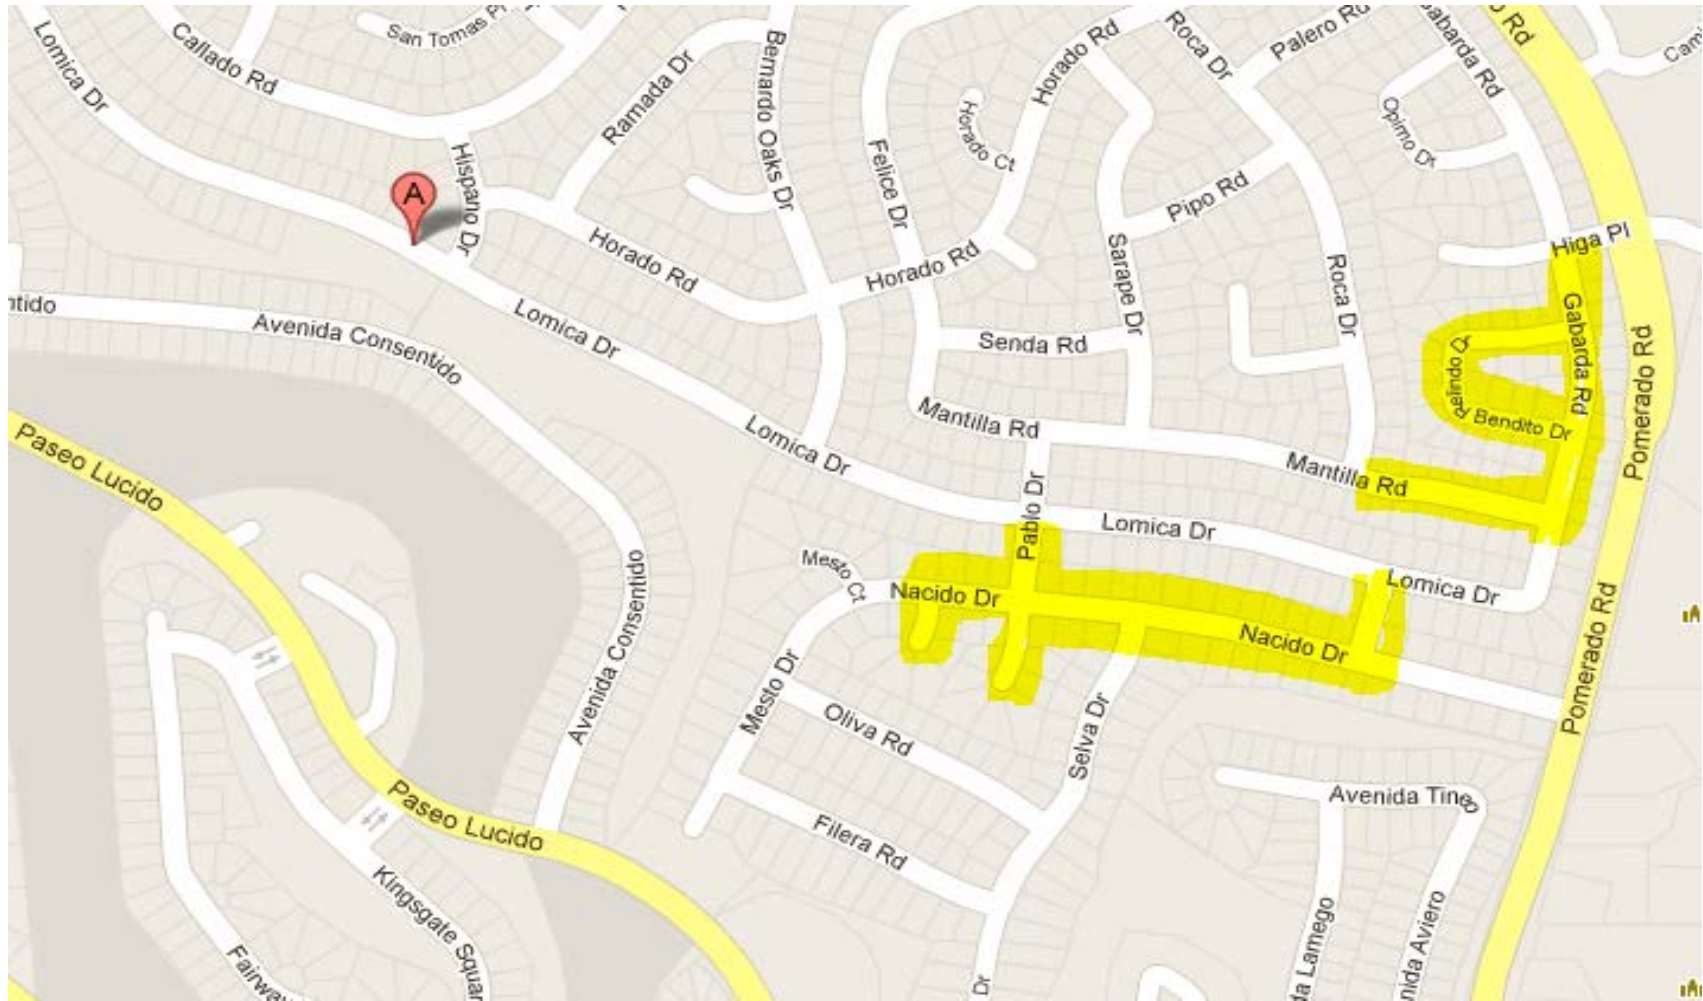 San Tomas
Callado Rd
Lomica Dr
Hispano Dr
Ramada Dr
Bernardo Oaks Dr
Horado Rd
Roca Dr
Palero Rd
Gabarda Rd
o Rd
Cami
Horado Ct
Felice Dr
Opimo Ct
Pipo Rd
A
Higa Pl
Horado Rd
Horado Rd
Sarape Dr
Roca Dr
ntido
Avenida Consentido
Lomica Dr
Senda Rd
Gabarda Rd
Pomerado Rd
Bendito Dr
Mantilla Rd
Lomica Dr
Mantilla Rd
Paseo Lucido
Pablo Dr
Lomica Dr
Mesto Ct
Nacido Dr
Lomica Dr
Avenida Consentido
Nacido Dr
Pomerado Rd
Mesto Dr
Oliva Rd
Selva Dr
Paseo Lucido
Filera Rd
Avenida Tineo
Kingsgate Squar
Fairway
Dr
da Lamego
nida Aviero